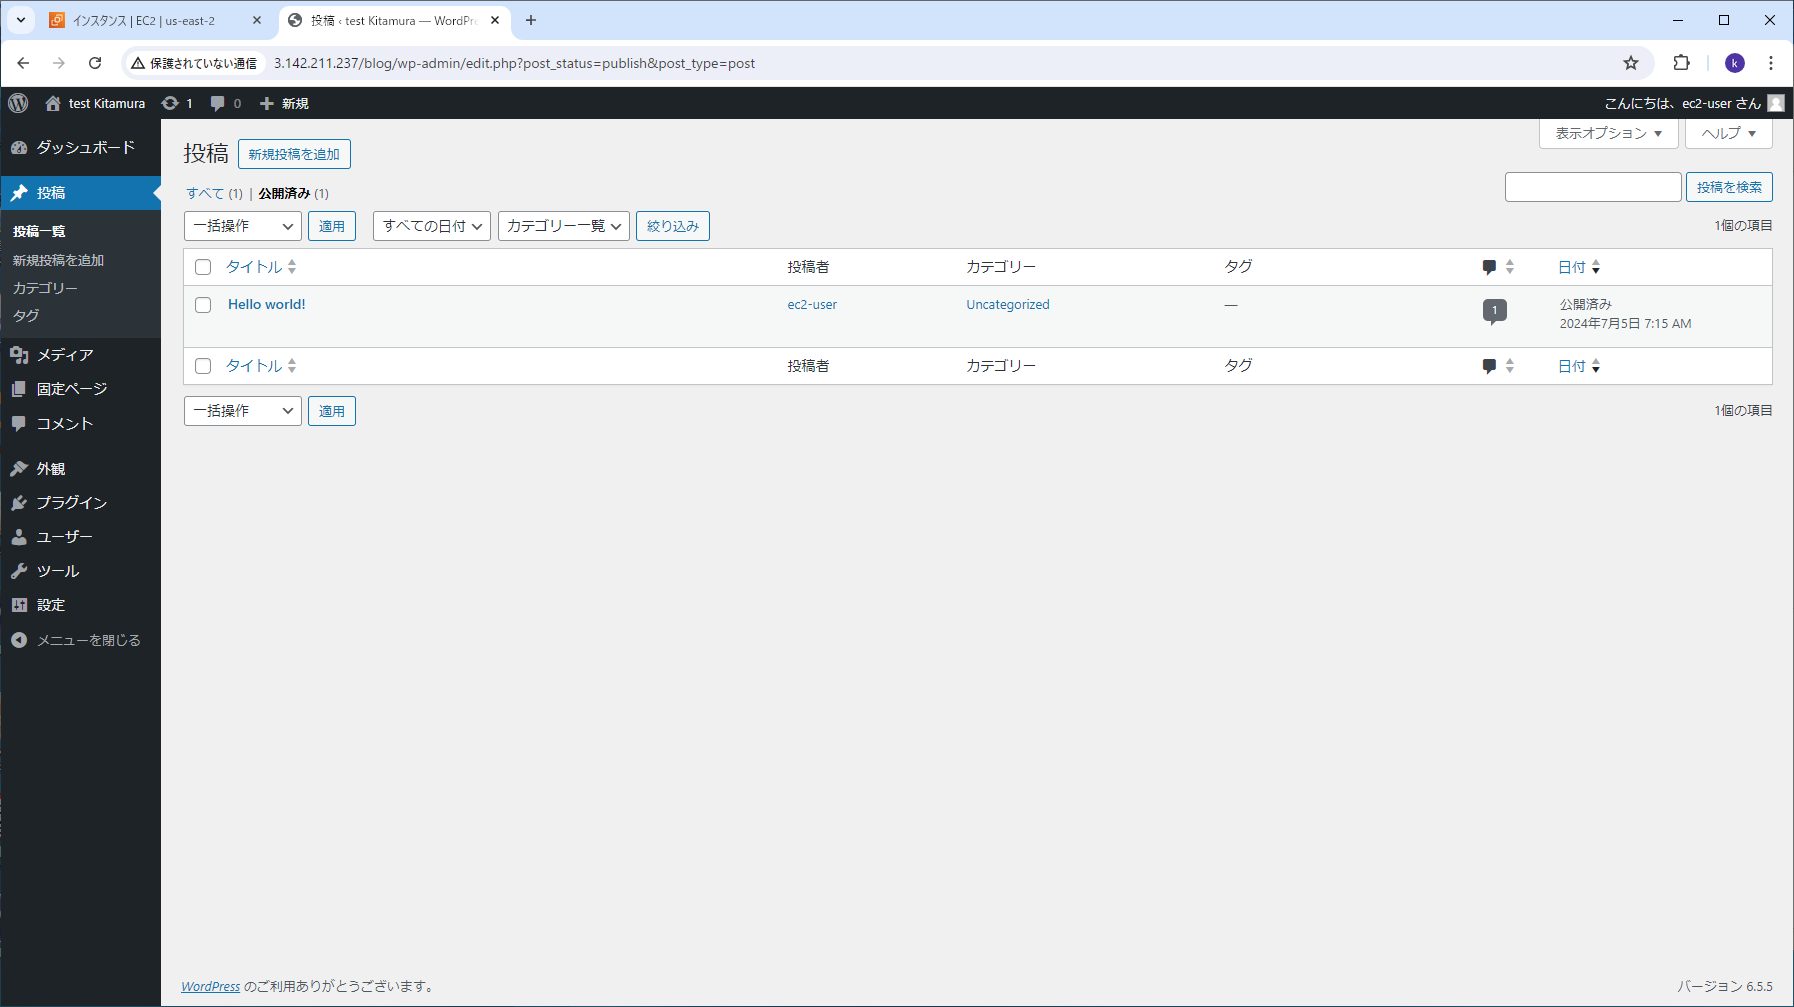 インスタンス | EC2 | us-east-2
投稿 ‹ test Kitamura — WordPre
保護されていない通信
3.142.211.237/blog/wp-admin/edit.php?post_status=publish&post_type=post
k
test Kitamura
1
0
新規
こんにちは、ec2-user さん
ダッシュボード
投稿
投稿一覧
新規投稿を追加
カテゴリー
タグ
メディア
固定ページ
コメント
外観
プラグイン
ユーザー
ツール
設定
メニューを閉じる
表示オプション
ヘルプ
投稿
新規投稿を追加
すべて (1) | 公開済み (1)
投稿を検索
一括操作
適用
すべての日付
カテゴリー一覧
絞り込み
1個の項目
タイトル 投稿者 カテゴリー タグ 日付
Hello world! ec2-user Uncategorized — 1 公開済み
2024年7月5日 7:15 AM
タイトル 投稿者 カテゴリー タグ 日付
一括操作
適用
1個の項目
WordPress のご利用ありがとうございます。
バージョン 6.5.5